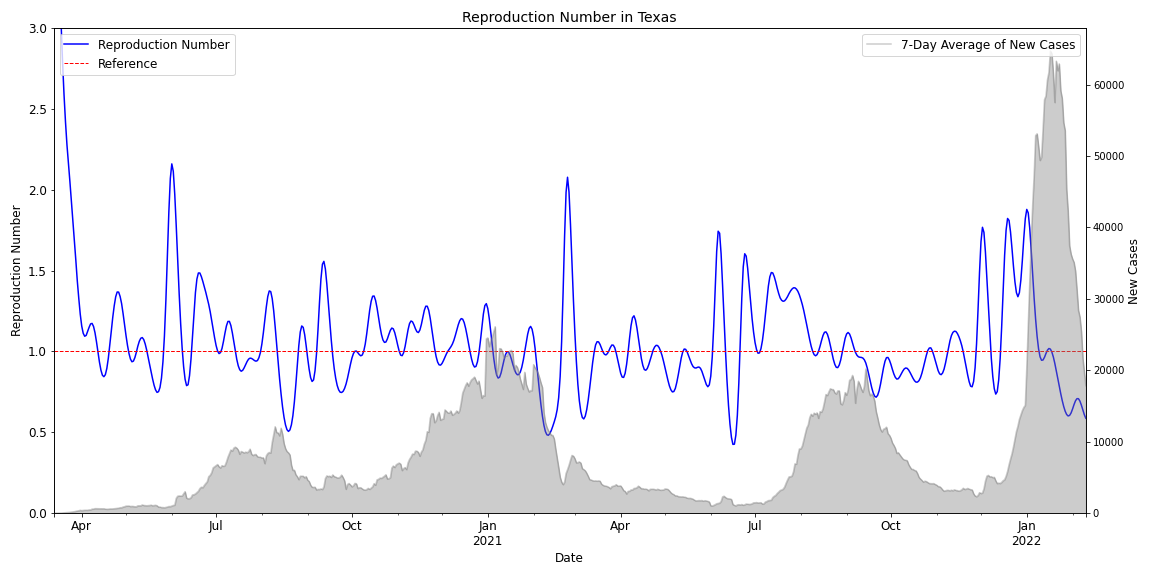 Reproduction Number in Texas
Reproduction Number
Reference
7-Day Average of New Cases
Reproduction Number
3.0
2.5
2.0
1.5
1.0
0.5
0.0
60000
50000
40000
30000
20000
10000
0
New Cases
Apr
Jul
Oct
Jan
2021
Apr
Jul
Oct
Jan
2022
Date